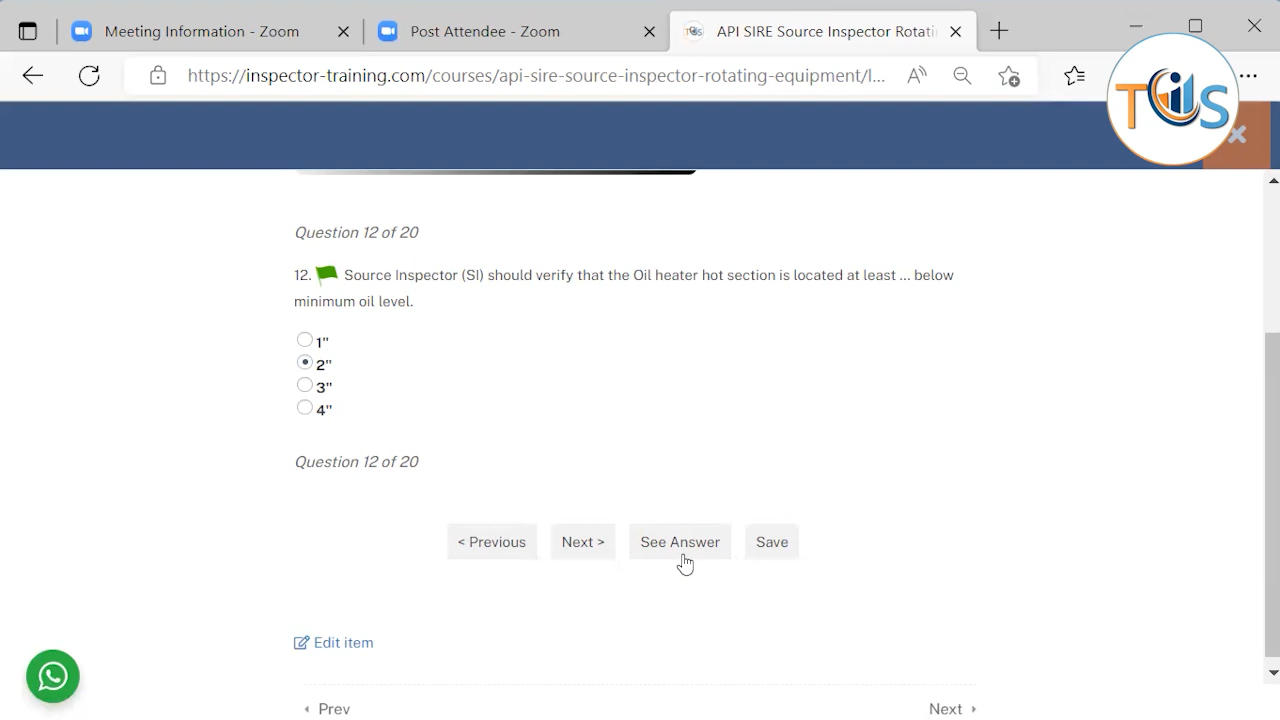 Meeting Information - Zoom
Post Attendee - Zoom
API SIRE Source Inspector Rotati
https://inspector-training.com/courses/api-sire-source-inspector-rotating-equipment/l...
TIS
Question 12 of 20
12. Source Inspector (SI) should verify that the Oil heater hot section is located at least ... below
minimum oil level.
1"
2"
3"
4"
Question 12 of 20
< Previous
Next >
See Answer
Save
Edit item
Prev
Next